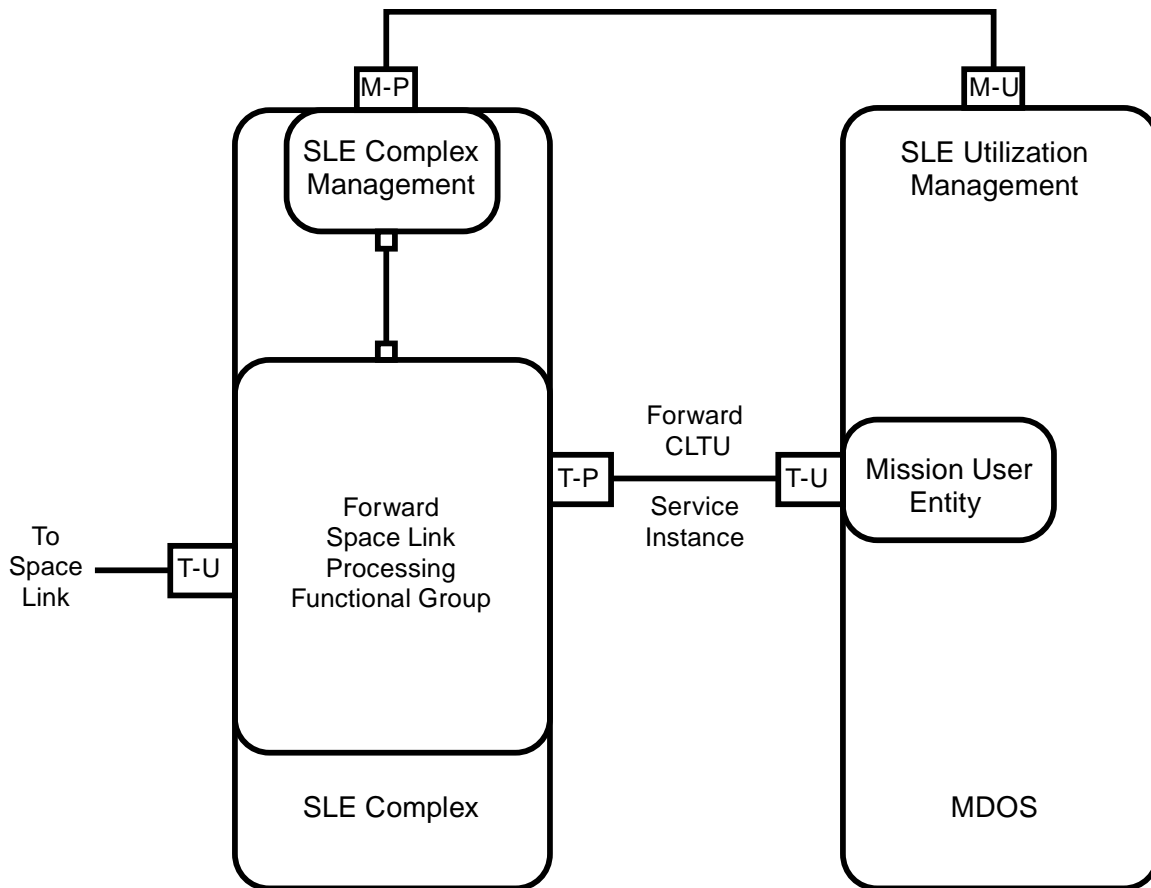 M-P
M-U
SLE Complex
Management
SLE Utilization
Management
Forward
CLTU
T-P
T-U
Mission User
Entity
Service
Instance
To
Space
Link
T-U
Forward
Space Link
Processing
Functional Group
SLE Complex
MDOS